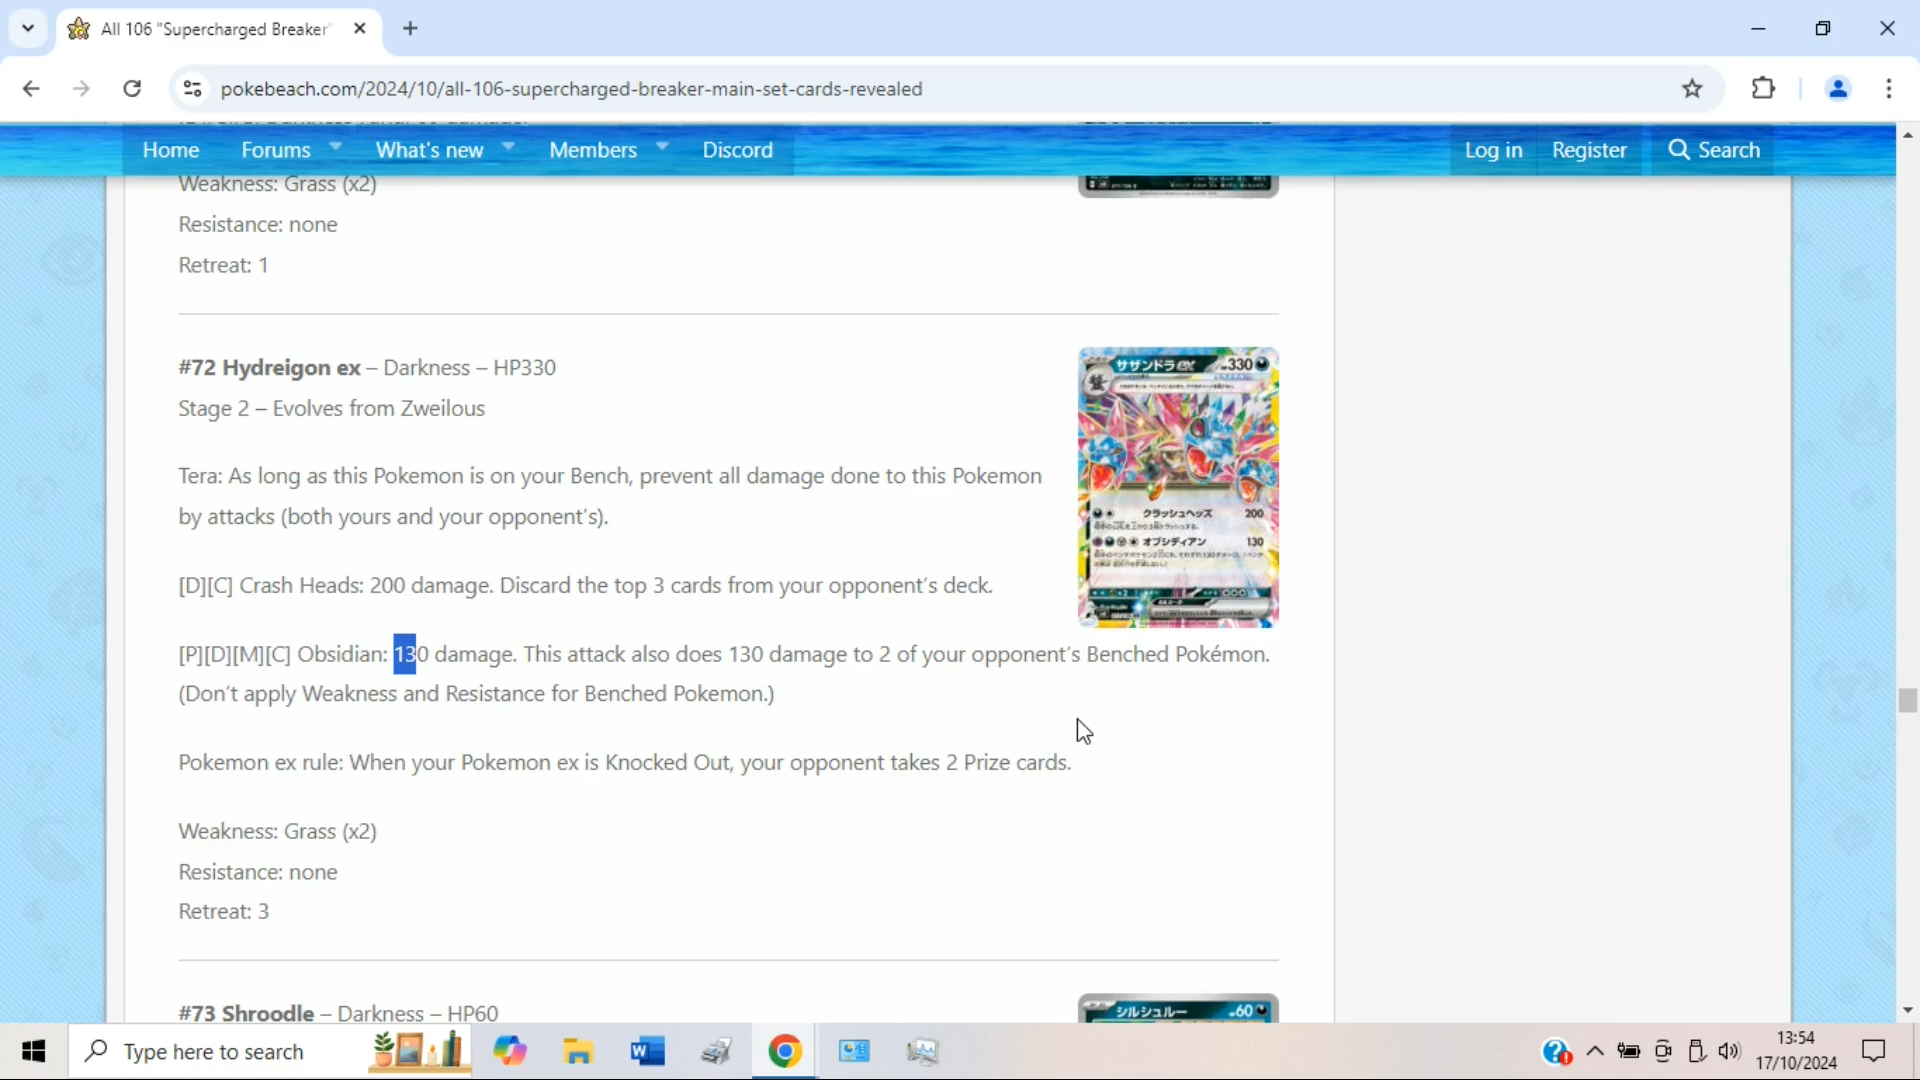 All 106 "Supercharged Breaker"
pokebeach.com/2024/10/all-106-supercharged-breaker-main-set-cards-revealed
Home Forums What's new Members Discord Log in Register Search
Weakness: Grass (x2)
Resistance: none
Retreat: 1
#72 Hydreigon ex – Darkness – HP330
Stage 2 – Evolves from Zweilous
サザンドラex 330
Tera: As long as this Pokemon is on your Bench, prevent all damage done to this Pokemon
by attacks (both yours and your opponent's).
クラッシュヘッズ 200
オブシディアン 130
[D][C] Crash Heads: 200 damage. Discard the top 3 cards from your opponent's deck.
[P][D][M][C] Obsidian: 130 damage. This attack also does 130 damage to 2 of your opponent's Benched Pokémon.
(Don't apply Weakness and Resistance for Benched Pokemon.)
Pokemon ex rule: When your Pokemon ex is Knocked Out, your opponent takes 2 Prize cards.
Weakness: Grass (x2)
Resistance: none
Retreat: 3
#73 Shroodle – Darkness – HP60
シルシュルー 60
Type here to search
13:54
17/10/2024